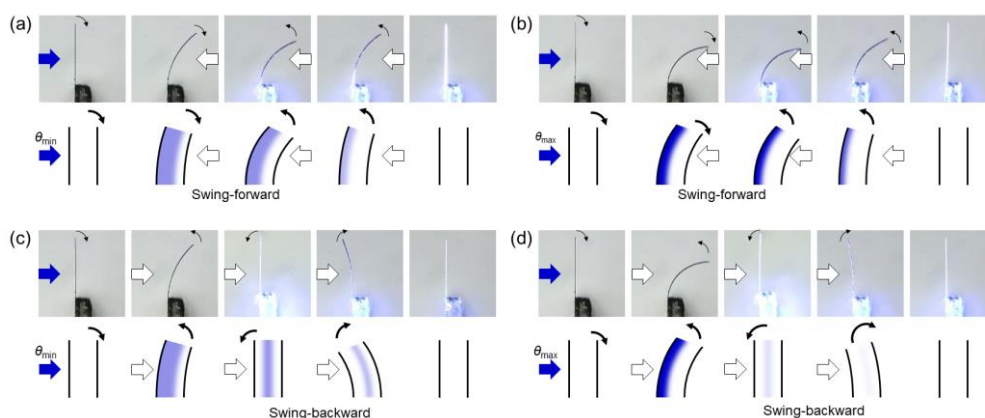 (a)
θmin
Swing-forward
(b)
θmax
Swing-forward
(c)
θmin
Swing-backward
(d)
θmax
Swing-backward